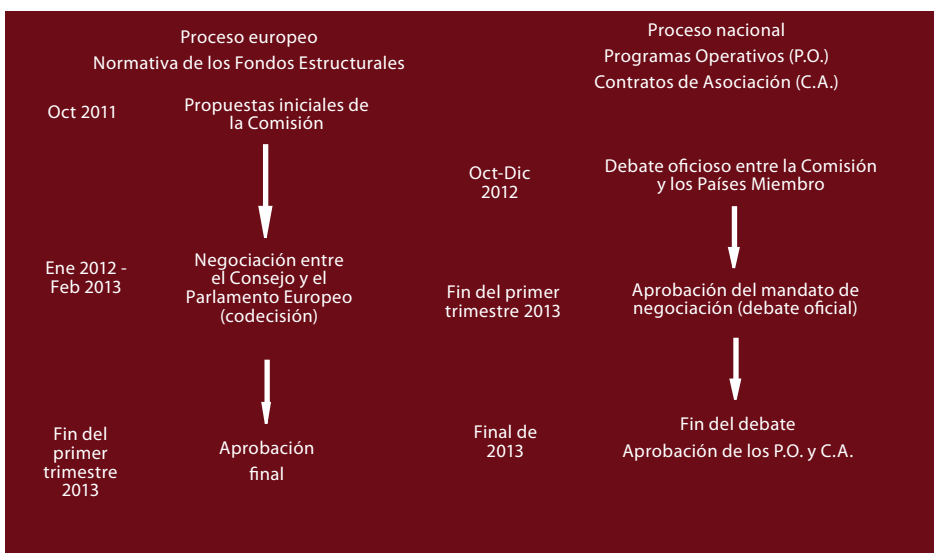 Proceso europeo
Normativa de los Fondos Estructurales
Oct 2011
Propuestas iniciales de
la Comisión
Ene 2012 -
Feb 2013
Negociación entre
el Consejo y el
Parlamento Europeo
(codecisión)
Fin del
primer
trimestre
2013
Aprobación
final
Proceso nacional
Programas Operativos (P.O.)
Contratos de Asociación (C.A.)
Oct-Dic
2012
Debate oficioso entre la Comisión
y los Países Miembro
Fin del primer
trimestre 2013
Aprobación del mandato de
negociación (debate oficial)
Final de
2013
Fin del debate
Aprobación de los P.O. y C.A.